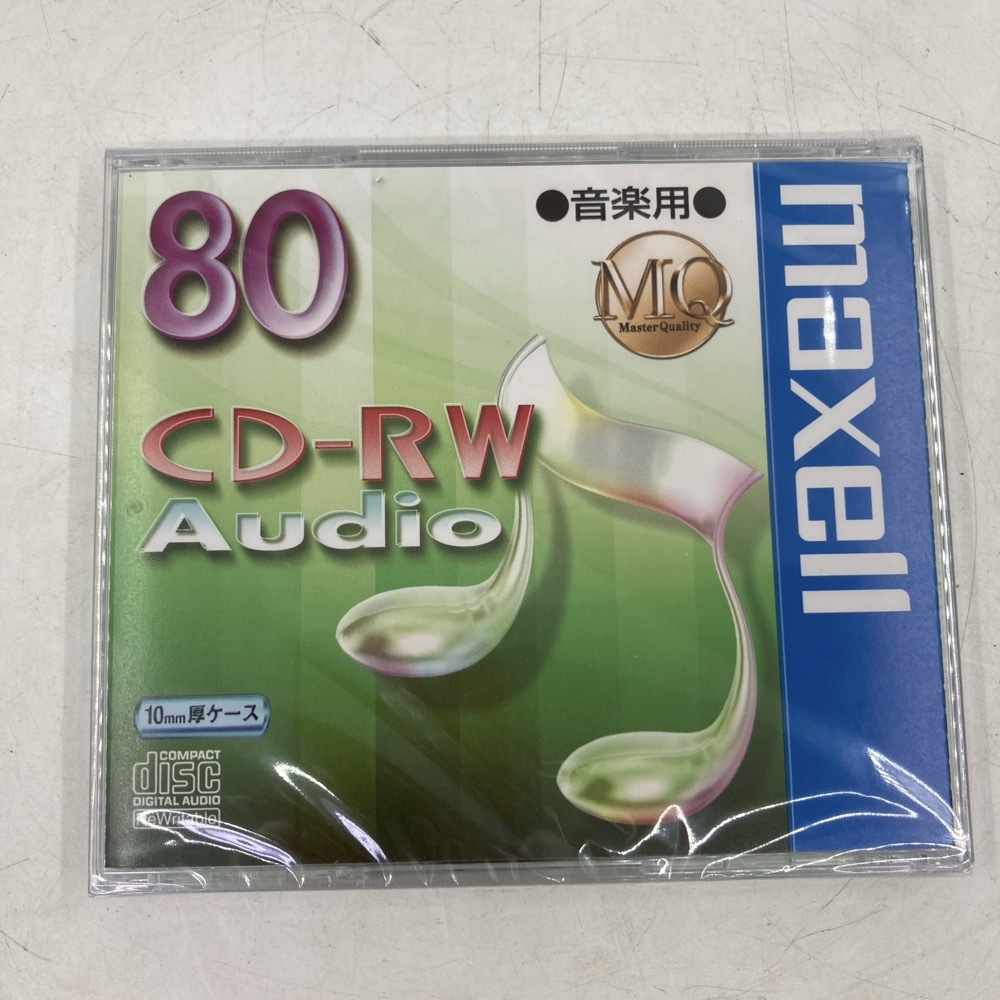 80
●音楽用●
MQ
Master Quality
maxell
CD-RW
Audio
10mm厚ケース
COMPACT
disc
DIGITAL AUDIO
ReWritable